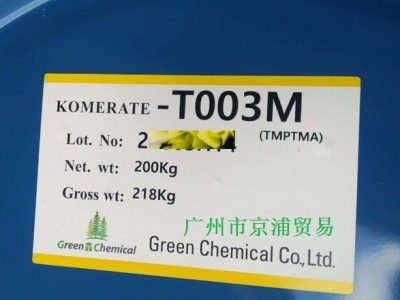 KOMERATE -T003M
Lot. No: 2
(TMPTMA)
Net. wt: 200Kg
Gross wt: 218Kg
广州市京浦贸易
Green Chemical
Green Chemical Co., Ltd.